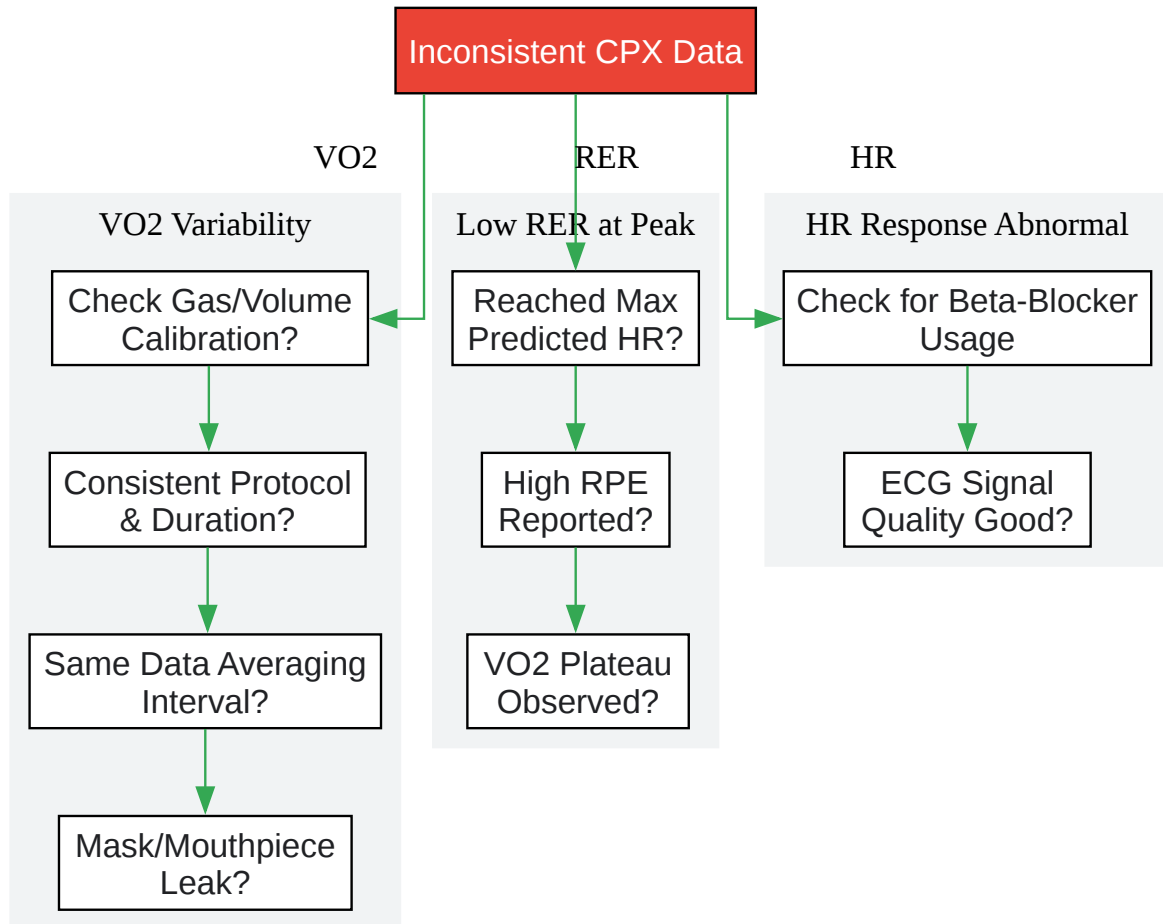 Inconsistent CPX Data
VO2
RER
HR
VO2 Variability
Check Gas/Volume
Calibration?
Consistent Protocol
& Duration?
Same Data Averaging
Interval?
Mask/Mouthpiece
Leak?
Low RER at Peak
Reached Max
Predicted HR?
High RPE
Reported?
VO2 Plateau
Observed?
HR Response Abnormal
Check for Beta-Blocker
Usage
ECG Signal
Quality Good?